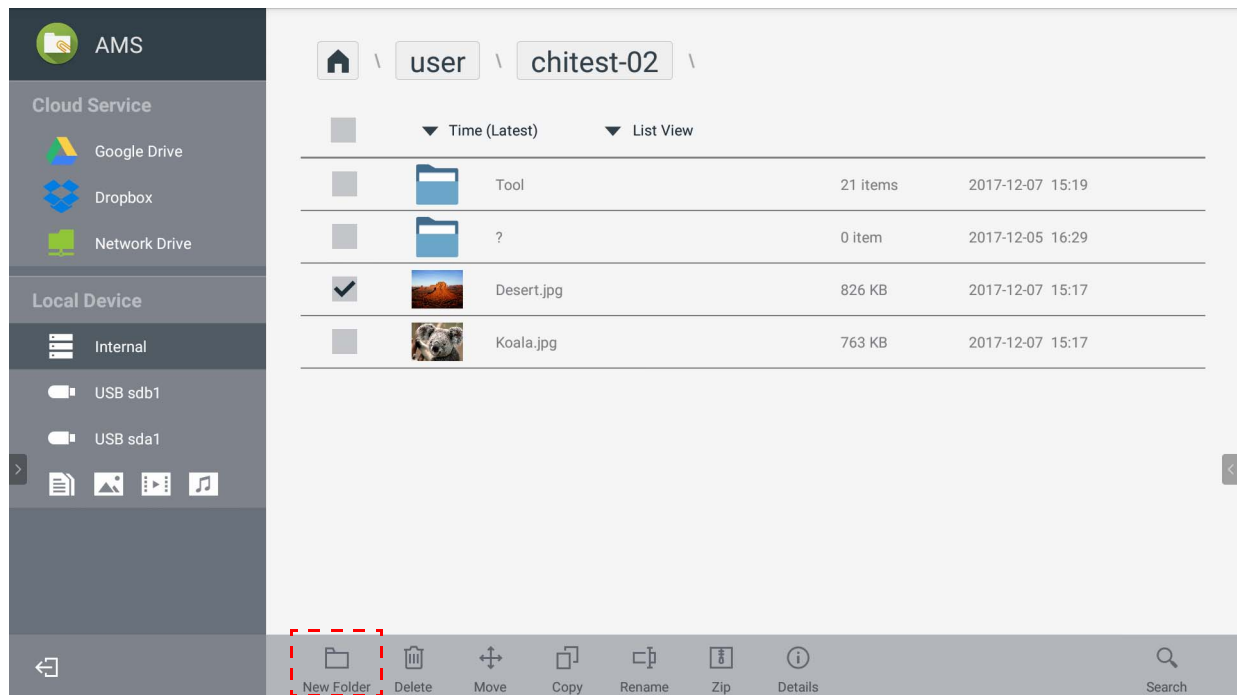 AMS
Cloud Service
Google Drive
Dropbox
Network Drive
Local Device
Internal
USB sdb1
USB sda1
\ user \ chitest-02 \
Time (Latest) List View
Tool 21 items 2017-12-07 15:19
? 0 item 2017-12-05 16:29
Desert.jpg 826 KB 2017-12-07 15:17
Koala.jpg 763 KB 2017-12-07 15:17
New Folder Delete Move Copy Rename Zip Details Search